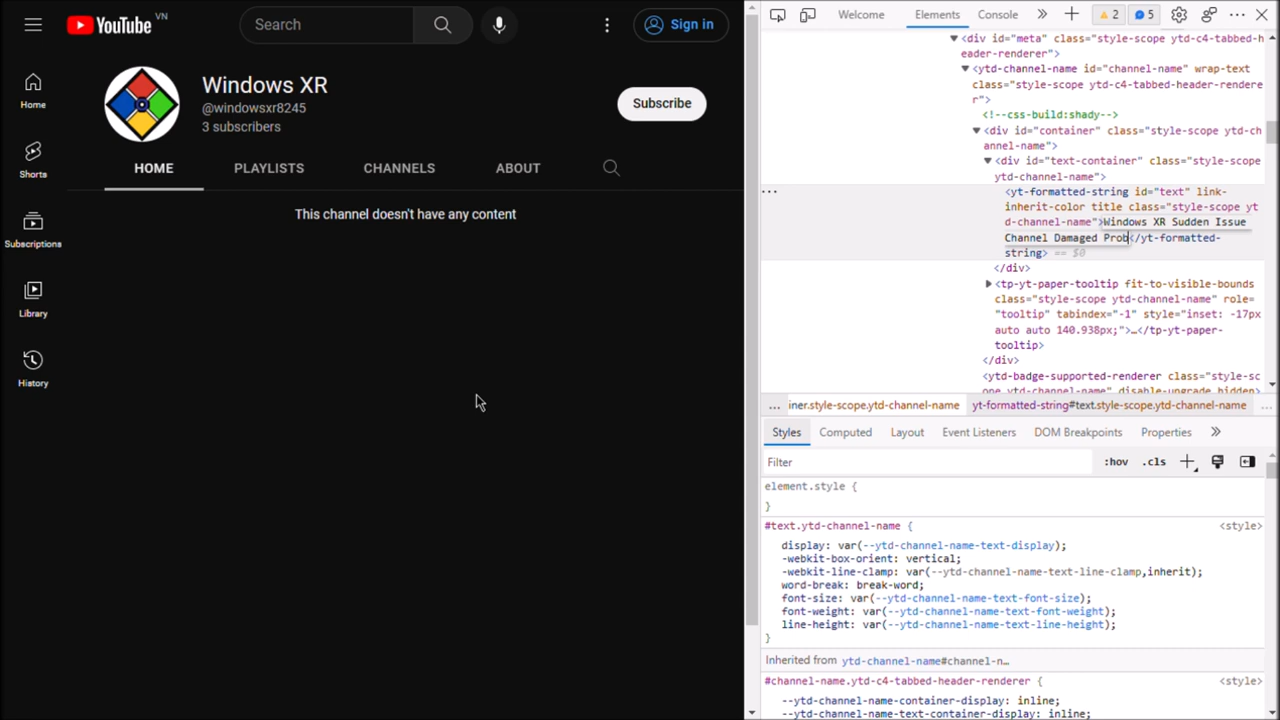 YouTube VN
Search
Sign in
Home
Shorts
Subscriptions
Library
History
Windows XR
@windowsxr8245
3 subscribers
Subscribe
HOME PLAYLISTS CHANNELS ABOUT
This channel doesn't have any content
Welcome Elements Console 2 5
<div id="meta" class="style-scope ytd-c4-tabbed-h
eader-renderer">
<ytd-channel-name id="channel-name" wrap-text
class="style-scope ytd-c4-tabbed-header-rendere
r">
<!--css-build:shady-->
<div id="container" class="style-scope ytd-ch
annel-name">
<div id="text-container" class="style-scope
ytd-channel-name">
<yt-formatted-string id="text" link-
inherit-color title class="style-scope yt
d-channel-name">Windows XR Sudden Issue
Channel Damaged Prob</yt-formatted-
string> == $0
</div>
<tp-yt-paper-tooltip fit-to-visible-bounds
class="style-scope ytd-channel-name" role=
"tooltip" tabindex="-1" style="inset: -17px
auto auto 140.938px;">…</tp-yt-paper-
tooltip>
</div>
<ytd-badge-supported-renderer class="style-sc
ope ytd-channel-name" disable-upgrade hidden>
... iner.style-scope.ytd-channel-name yt-formatted-string#text.style-scope.ytd-channel-name ...
Styles Computed Layout Event Listeners DOM Breakpoints Properties
Filter :hov .cls
element.style {
}
#text.ytd-channel-name { <style>
display: var(--ytd-channel-name-text-display);
-webkit-box-orient: vertical;
-webkit-line-clamp: var(--ytd-channel-name-text-line-clamp,inherit);
word-break: break-word;
font-size: var(--ytd-channel-name-text-font-size);
font-weight: var(--ytd-channel-name-text-font-weight);
line-height: var(--ytd-channel-name-text-line-height);
}
Inherited from ytd-channel-name#channel-n…
#channel-name.ytd-c4-tabbed-header-renderer { <style>
--ytd-channel-name-container-display: inline;
--ytd-channel-name-text-container-display: inline;